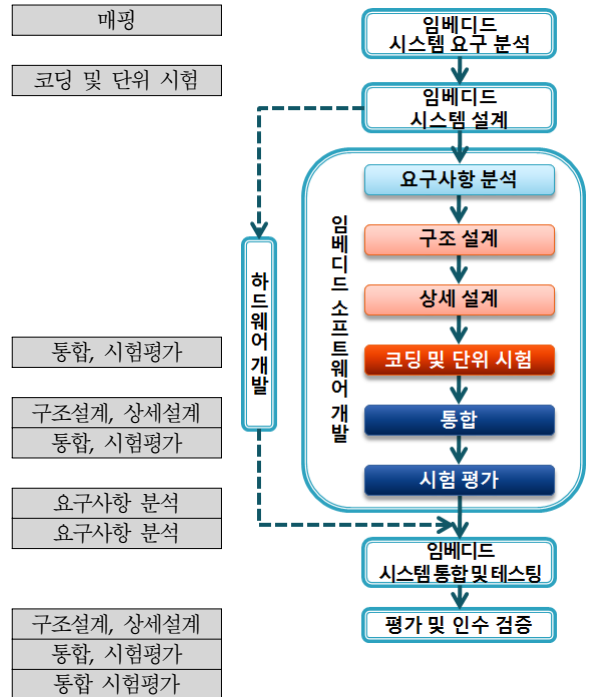 매핑
코딩 및 단위 시험
통합, 시험평가
구조설계, 상세설계
통합, 시험평가
요구사항 분석
요구사항 분석
구조설계, 상세설계
통합, 시험평가
통합 시험평가
임베디드
시스템 요구 분석
임베디드
시스템 설계
하드웨어 개발
임베디드 소프트웨어 개발
요구사항 분석
구조 설계
상세 설계
코딩 및 단위 시험
통합
시험 평가
임베디드
시스템 통합 및 테스팅
평가 및 인수 검증